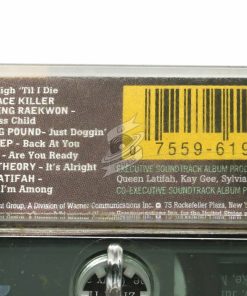 igh 'Til I Die
ACE KILLER
NG RAEKWON -
ss Child
G POUND- Just Doggin'
EP - Back At You
- Are You Ready
THEORY - It's Alright
ATIFAH -
I'm Among
7559-619
EXECUTIVE SOUNDTRACK ALBUM PROD
Queen Latifah, Kay Gee, Sylvia
CO-EXECUTIVE SOUNDTRACK ALBUM P
t Group, A Division of Warner Communications Inc. 75 Rockefeller Plaza, New